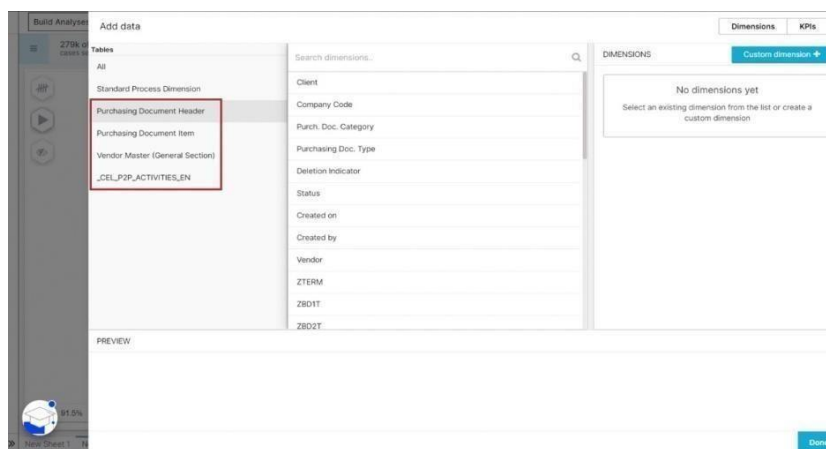 Build Analyses
Add data
Dimensions
KPIs
279k
Tables
All
Standard Process Dimension
Purchasing Document Header
Purchasing Document Item
Vendor Master (General Section)
_CEL_P2P_ACTIVITIES_EN
Search dimensions..
Client
Company Code
Purch. Doc. Category
Purchasing Doc. Type
Deletion Indicator
Status
Created on
Created by
Vendor
ZTERM
ZBD1T
ZBD2T
DIMENSIONS
Custom dimension +
No dimensions yet
Select an existing dimension from the list or create a
custom dimension
PREVIEW
91.5%
New Sheet 1
Done